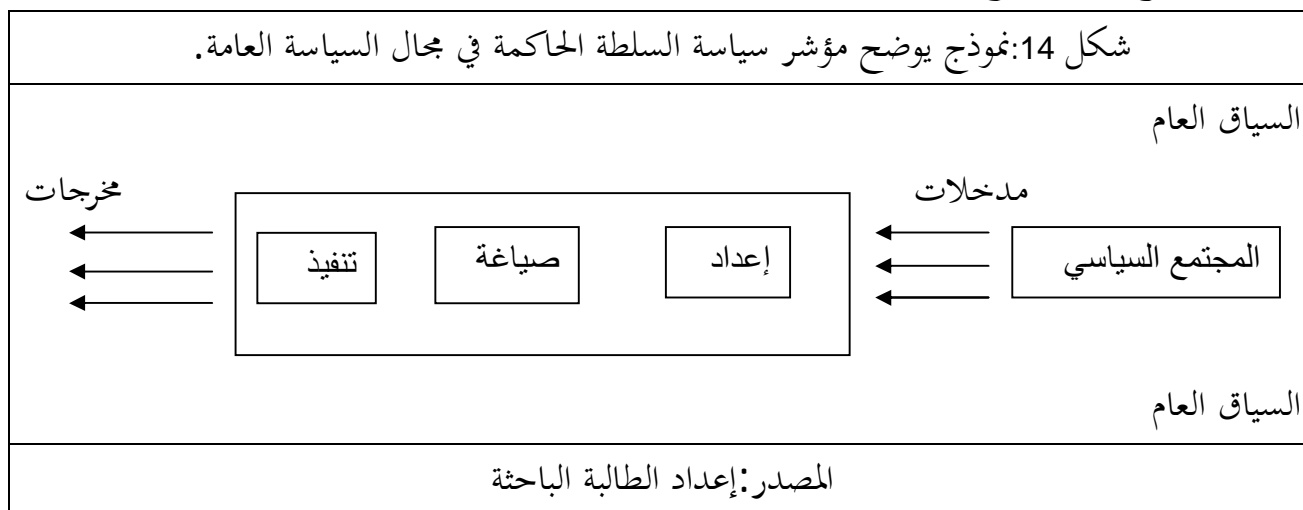 شكل 14:نموذج يوضح مؤشر سياسة السلطة الحاكمة في مجال السياسة العامة.
السياق العام
مدخلات
مخرجات
المجتمع السياسي
إعداد
صياغة
تنفيذ
السياق العام
المصدر:إعداد الطالبة الباحثة